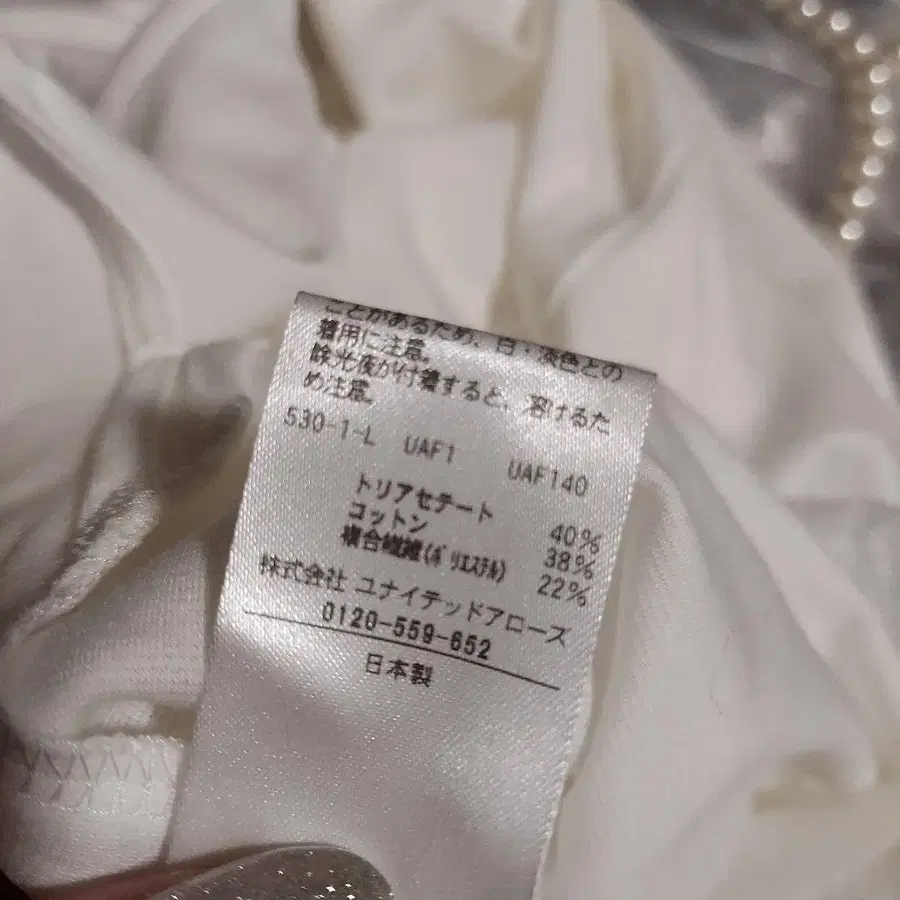 ことがあるため、白・淡色との
着用に注意。
除光液が付着すると、溶けるた
め注意。
530-1-L UAF1 UAF140
トリアセテート 40%
コットン 38%
複合繊維(ポリエステル) 22%
株式会社 ユナイテッドアローズ
0120-559-652
日本製